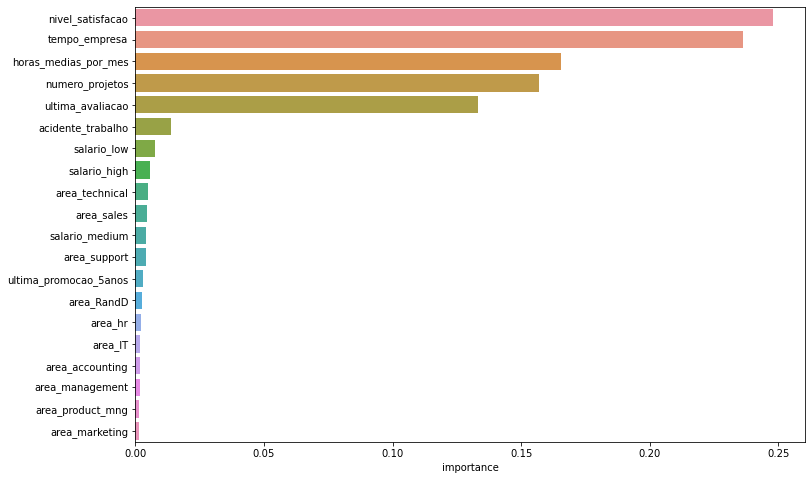 nivel_satisfacao
tempo_empresa
horas_medias_por_mes
numero_projetos
ultima_avaliacao
acidente_trabalho
salario_low
salario_high
area_technical
area_sales
salario_medium
area_support
ultima_promocao_5anos
area_RandD
area_hr
area_IT
area_accounting
area_management
area_product_mng
area_marketing
0.00 0.05 0.10 0.15 0.20 0.25
importance